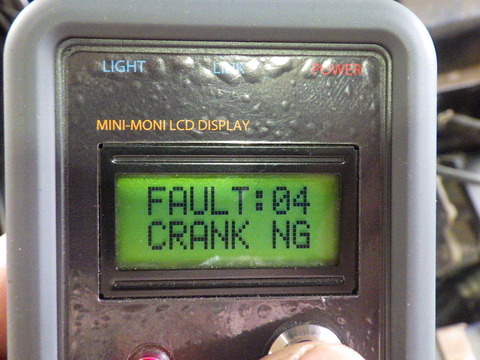 LIGHT LINK POWER
MINI-MONI LCD DISPLAY
FAULT:04
CRANK NG